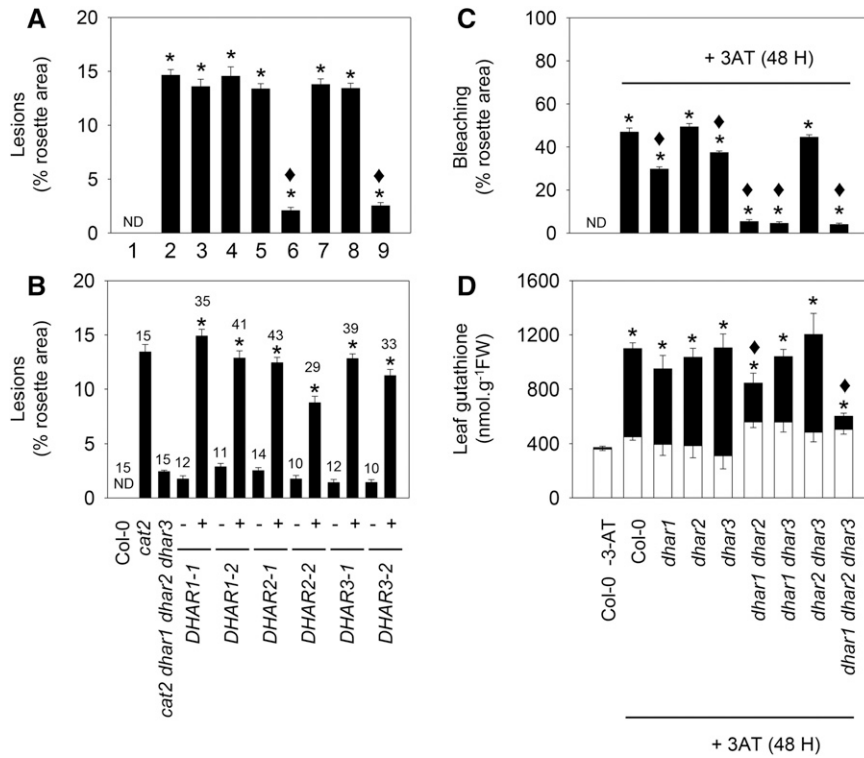 A
20
15
10
5
0
Lesions
(% rosette area)
ND
* * * * ♦ * * * ♦ *
1 2 3 4 5 6 7 8 9
B
20
15
10
5
0
Lesions
(% rosette area)
15
ND
15
15
12
35
*
11
41
*
14
43
*
10
29
*
12
39
*
10
33
*
- + - + - + - + - + - +
Col-0
cat2
cat2 dhar1 dhar2 dhar3
DHAR1-1
DHAR1-2
DHAR2-1
DHAR2-2
DHAR3-1
DHAR3-2
C
100
80
60
40
20
0
Bleaching
(% rosette area)
+ 3AT (48 H)
ND
* ♦ * * ♦ * ♦ * ♦ * * ♦ *
D
1600
1200
800
400
0
Leaf gutathione
(nmol.g-1FW)
* * * * ♦ * * * ♦ *
Col-0 -3-AT
Col-0
dhar1
dhar2
dhar3
dhar1 dhar2
dhar1 dhar3
dhar2 dhar3
dhar1 dhar2 dhar3
+ 3AT (48 H)